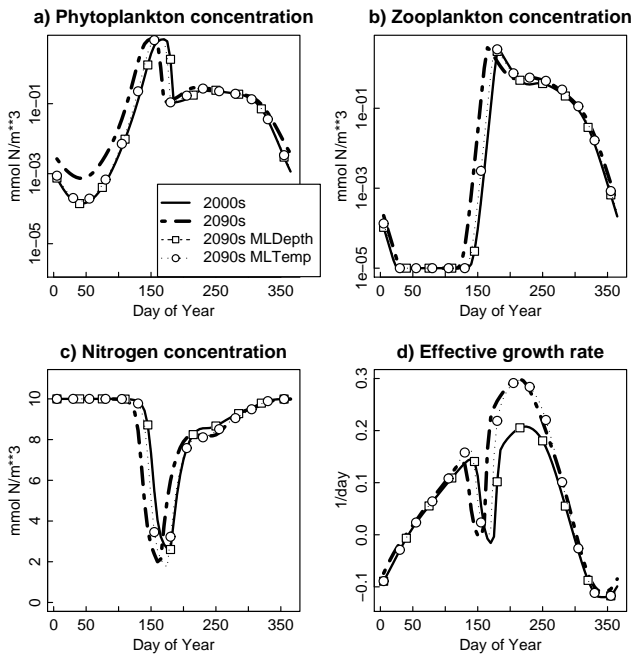 a) Phytoplankton concentration
mmol N/m**3
1e−01
1e−03
1e−05
0 50 150 250 350
Day of Year
2000s
2090s
2090s MLDepth
2090s MLTemp
b) Zooplankton concentration
mmol N/m**3
1e−01
1e−03
1e−05
0 50 150 250 350
Day of Year
c) Nitrogen concentration
mmol N/m**3
10
8
6
4
2
0
0 50 150 250 350
Day of Year
d) Effective growth rate
1/day
0.3
0.2
0.1
0.0
−0.1
0 50 150 250 350
Day of Year